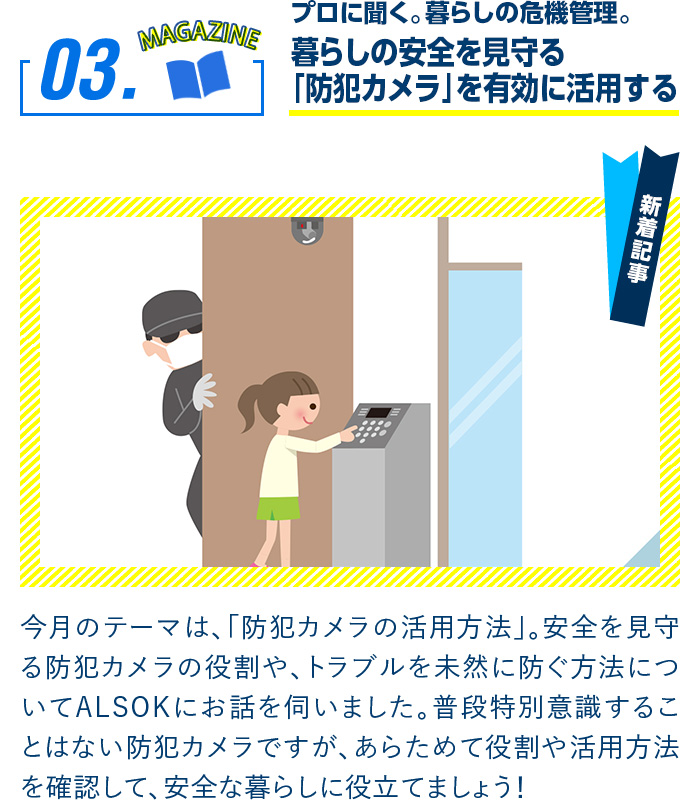 03.
MAGAZINE
プロに聞く。暮らしの危機管理。
暮らしの安全を見守る
「防犯カメラ」を有効に活用する
新着記事
今月のテーマは、「防犯カメラの活用方法」。安全を見守
る防犯カメラの役割や、トラブルを未然に防ぐ方法につ
いてALSOKにお話を伺いました。普段特別意識するこ
とはない防犯カメラですが、あらためて役割や活用方法
を確認して、安全な暮らしに役立てましょう！